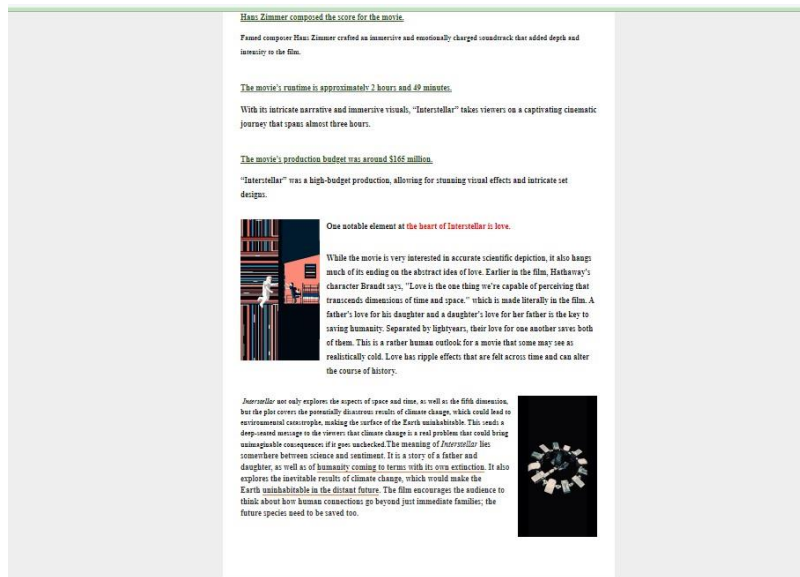 Hans Zimmer composed the score for the movie.
Famed composer Hans Zimmer crafted an immersive and emotionally charged soundtrack that added depth and
intensity to the film.
The movie's runtime is approximately 2 hours and 49 minutes.
With its intricate narrative and immersive visuals, “Interstellar” takes viewers on a captivating cinematic
journey that spans almost three hours.
The movie's production budget was around $165 million.
“Interstellar” was a high-budget production, allowing for stunning visual effects and intricate set
designs.
One notable element at the heart of Interstellar is love.
While the movie is very interested in accurate scientific depiction, it also hangs
much of its ending on the abstract idea of love. Earlier in the film, Hathaway's
character Brandt says, "Love is the one thing we're capable of perceiving that
transcends dimensions of time and space." which is made literally in the film. A
father's love for his daughter and a daughter's love for her father is the key to
saving humanity. Separated by lightyears, their love for one another saves both
of them. This is a rather human outlook for a movie that some may see as
realistically cold. Love has ripple effects that are felt across time and can alter
the course of history.
Interstellar not only explores the aspects of space and time, as well as the fifth dimension,
but the plot covers the potentially disastrous results of climate change, which could lead to
environmental catastrophe, making the surface of the Earth uninhabitable. This sends a
deep-seated message to the viewers that climate change is a real problem that could bring
unimaginable consequences if it goes unchecked.The meaning of Interstellar lies
somewhere between science and sentiment. It is a story of a father and
daughter, as well as of humanity coming to terms with its own extinction. It also
explores the inevitable results of climate change, which would make the
Earth uninhabitable in the distant future. The film encourages the audience to
think about how human connections go beyond just immediate families; the
future species need to be saved too.